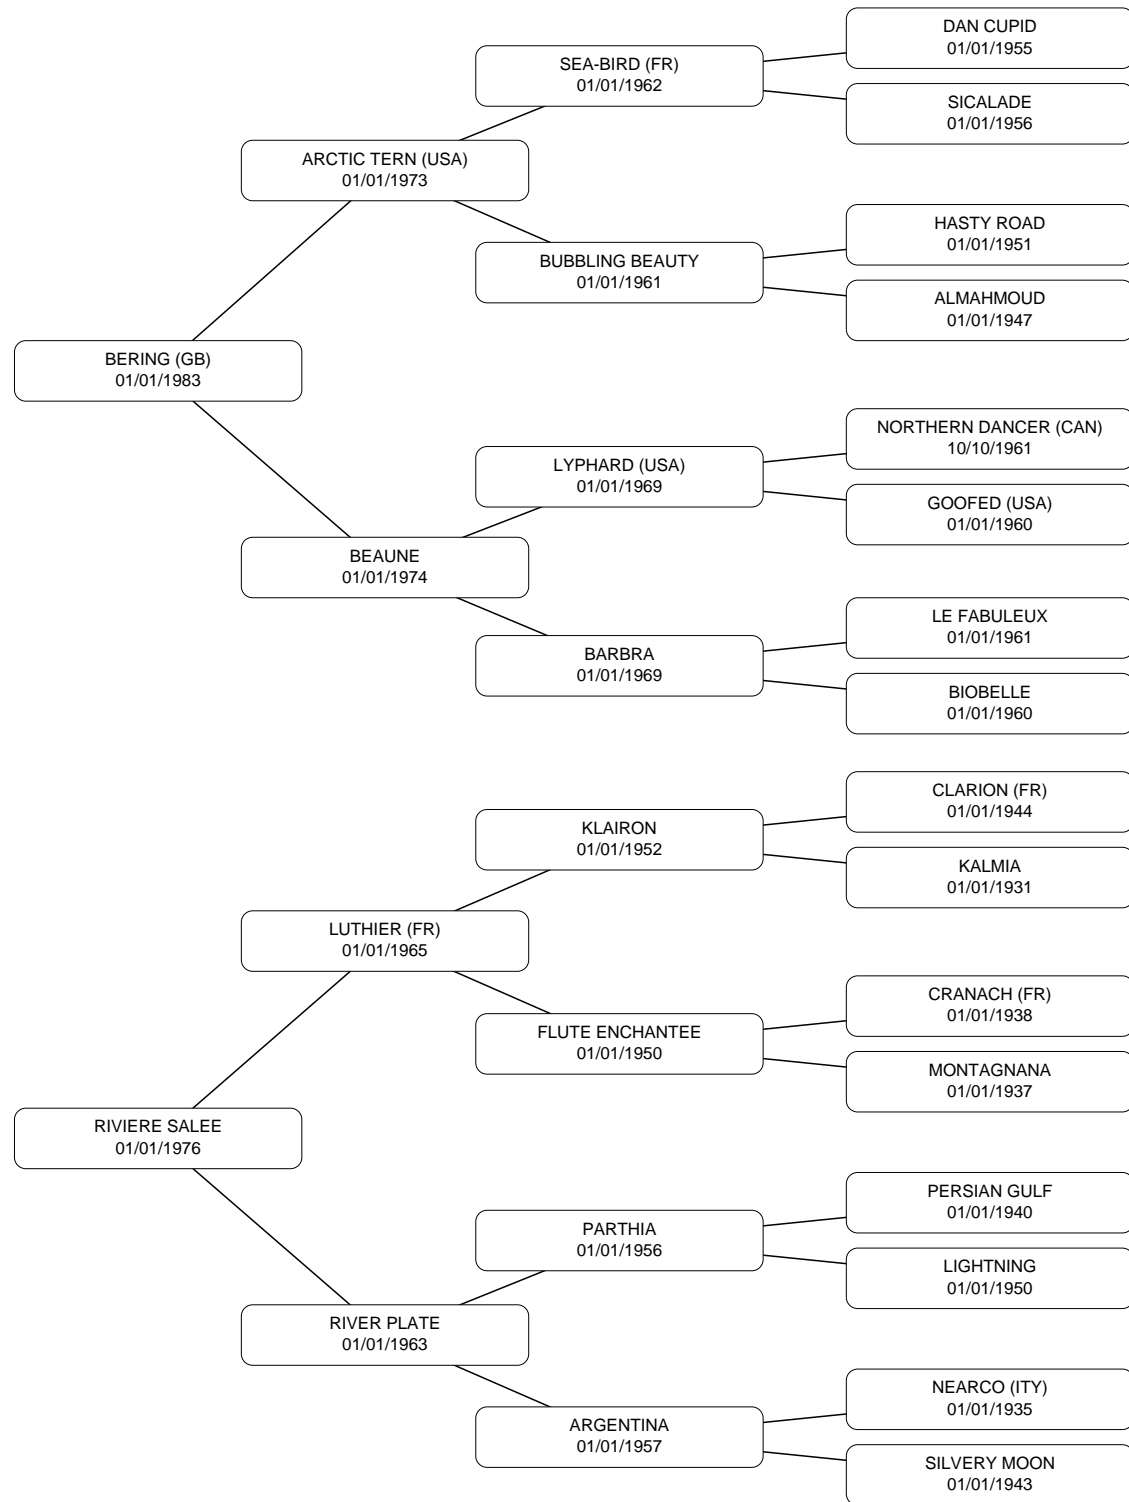 DAN CUPID
01/01/1955
SEA-BIRD (FR)
01/01/1962
SICALADE
01/01/1956
ARCTIC TERN (USA)
01/01/1973
HASTY ROAD
01/01/1951
BUBBLING BEAUTY
01/01/1961
ALMAHMOUD
01/01/1947
BERING (GB)
01/01/1983
NORTHERN DANCER (CAN)
10/10/1961
LYPHARD (USA)
01/01/1969
GOOFED (USA)
01/01/1960
BEAUNE
01/01/1974
LE FABULEUX
01/01/1961
BARBRA
01/01/1969
BIOBELLE
01/01/1960
CLARION (FR)
01/01/1944
KLAIRON
01/01/1952
KALMIA
01/01/1931
LUTHIER (FR)
01/01/1965
CRANACH (FR)
01/01/1938
FLUTE ENCHANTEE
01/01/1950
MONTAGNANA
01/01/1937
RIVIERE SALEE
01/01/1976
PERSIAN GULF
01/01/1940
PARTHIA
01/01/1956
LIGHTNING
01/01/1950
RIVER PLATE
01/01/1963
NEARCO (ITY)
01/01/1935
ARGENTINA
01/01/1957
SILVERY MOON
01/01/1943